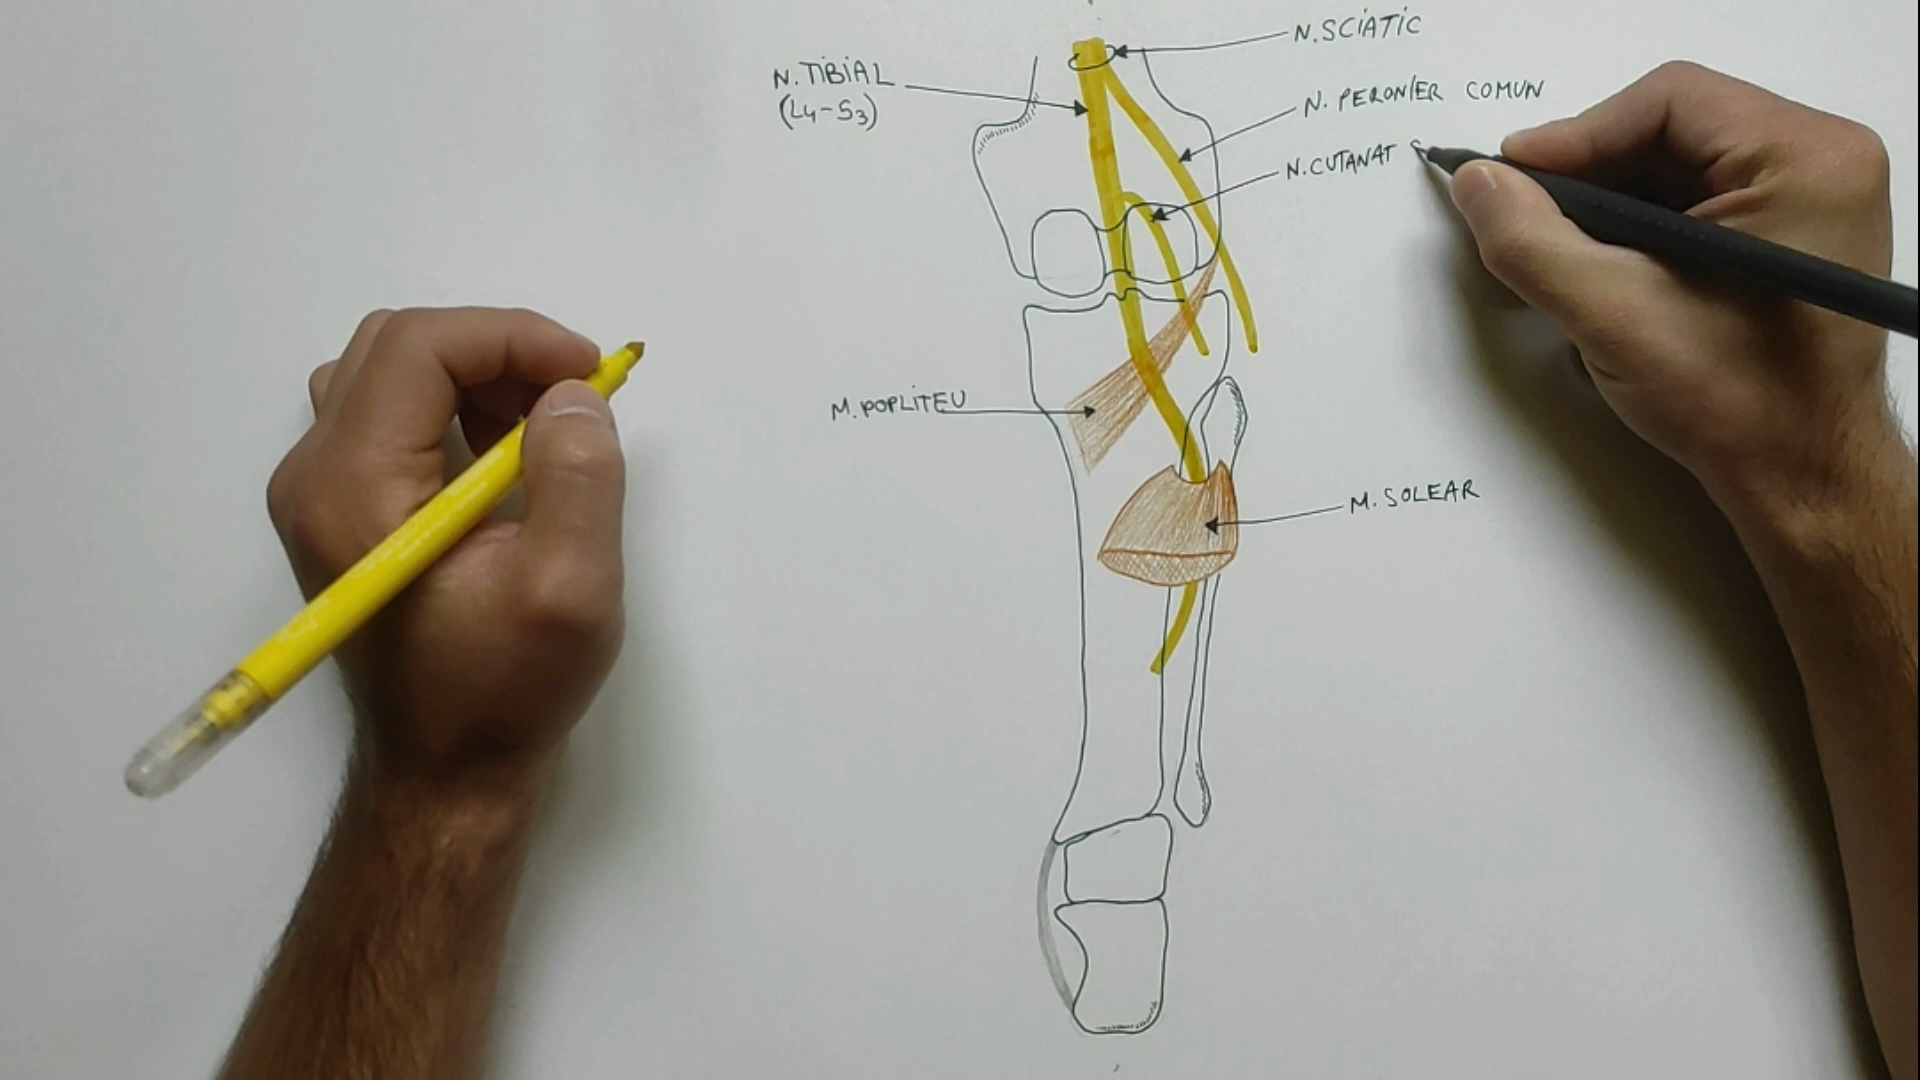 N. SCIATIC
N. TIBIAL
(L4-S3)
N. PERONIER COMUN
N. CUTANAT S
M. POPLITEU
M. SOLEAR